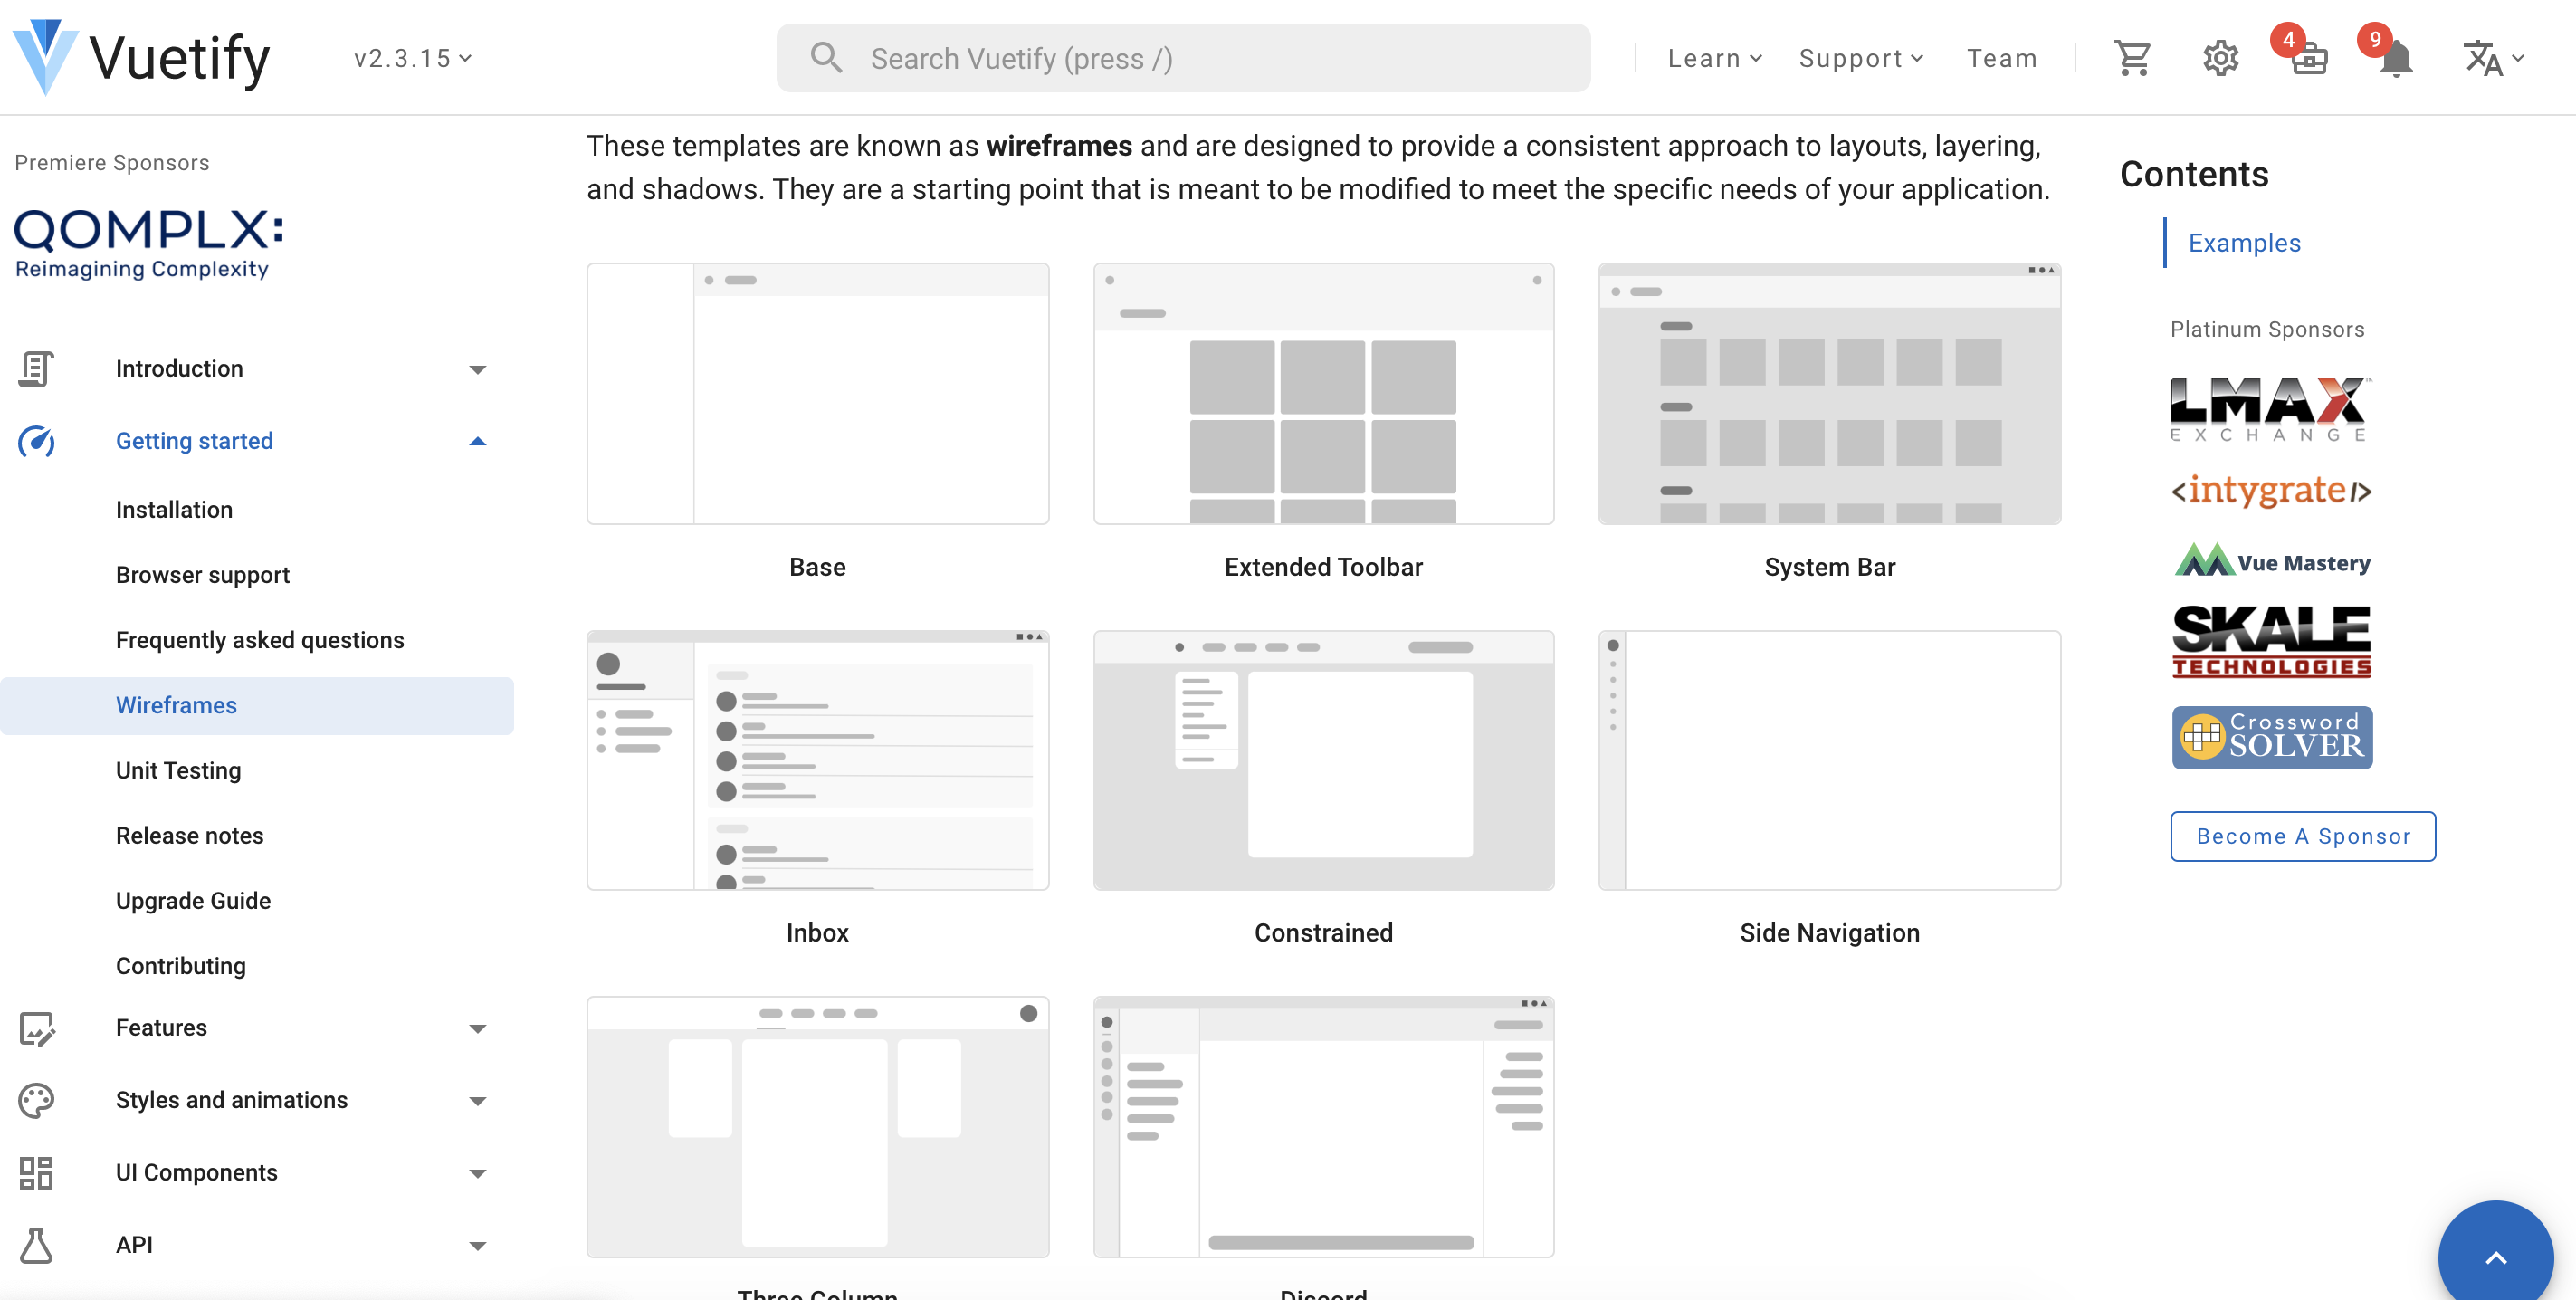 Vuetify
v2.3.15
Search Vuetify (press /)
Learn
Support
Team
4
9
Premiere Sponsors
QOMPLX:
Reimagining Complexity
Introduction
Getting started
Installation
Browser support
Frequently asked questions
Wireframes
Unit Testing
Release notes
Upgrade Guide
Contributing
Features
Styles and animations
UI Components
API
These templates are known as wireframes and are designed to provide a consistent approach to layouts, layering,
and shadows. They are a starting point that is meant to be modified to meet the specific needs of your application.
Base
Extended Toolbar
System Bar
Inbox
Constrained
Side Navigation
Three Column
Discord
Contents
Examples
Platinum Sponsors
LMAX
EXCHANGE
<intygrate/>
Vue Mastery
SKALE
TECHNOLOGIES
Crossword
SOLVER
Become A Sponsor